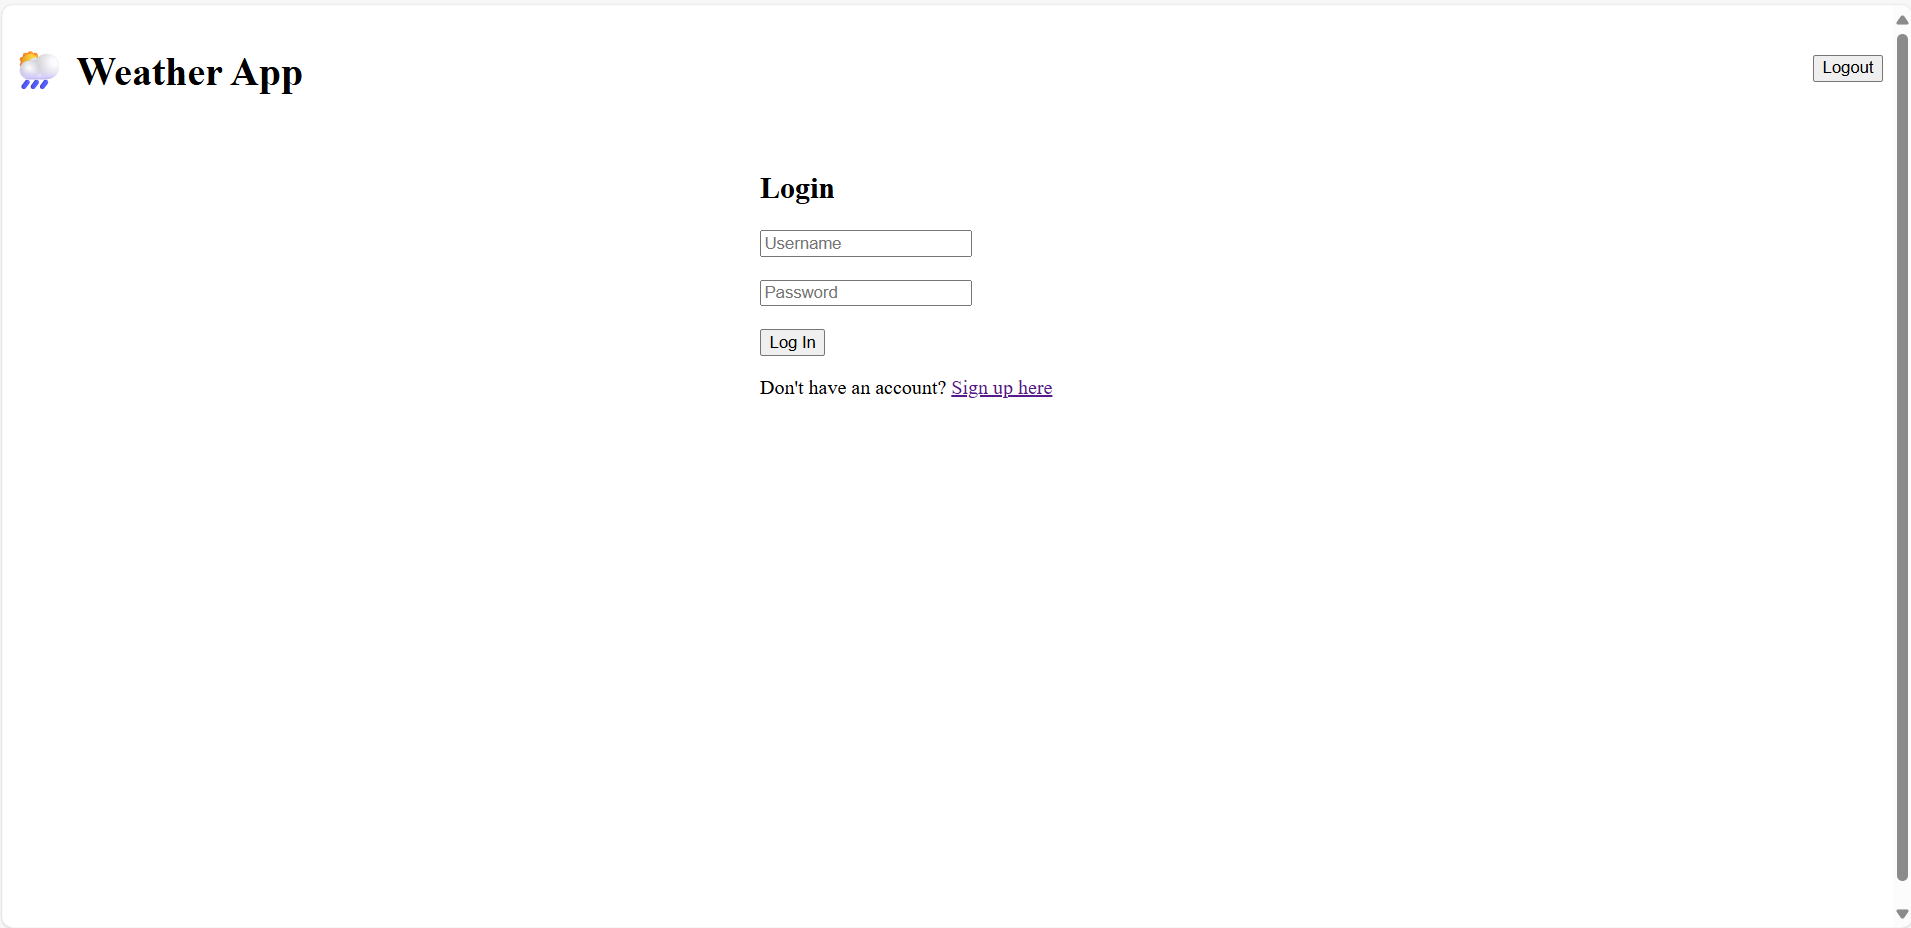 Weather App
Logout
Login
Username
Password
Log In
Don't have an account? Sign up here